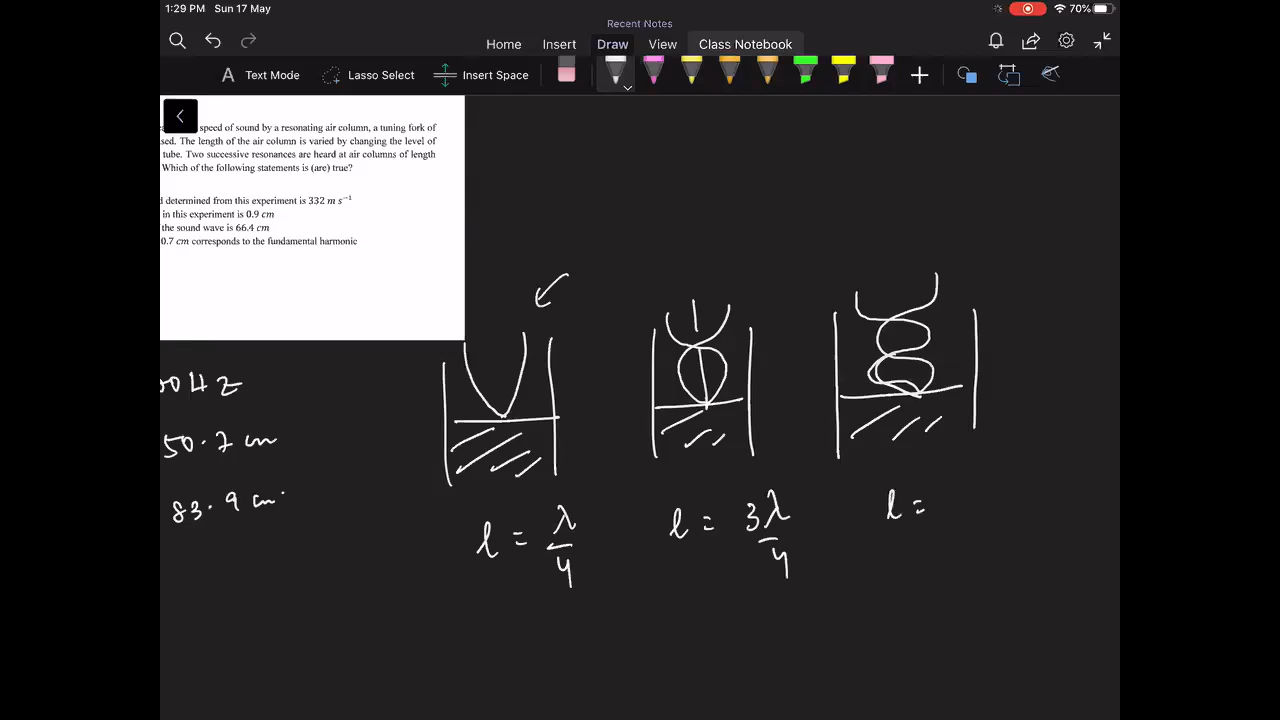 1:29 PM Sun 17 May
70%
Recent Notes
Home Insert Draw View Class Notebook
Text Mode Lasso Select Insert Space
speed of sound by a resonating air column, a tuning fork of
sed. The length of the air column is varied by changing the level of
tube. Two successive resonances are heard at air columns of length
Which of the following statements is (are) true?
determined from this experiment is 332 m s⁻¹
in this experiment is 0.9 cm
the sound wave is 66.4 cm
0.7 cm corresponds to the fundamental harmonic
0 Hz
50.7 cm
83.9 cm.
l = λ/4
l = 3λ/4
l =